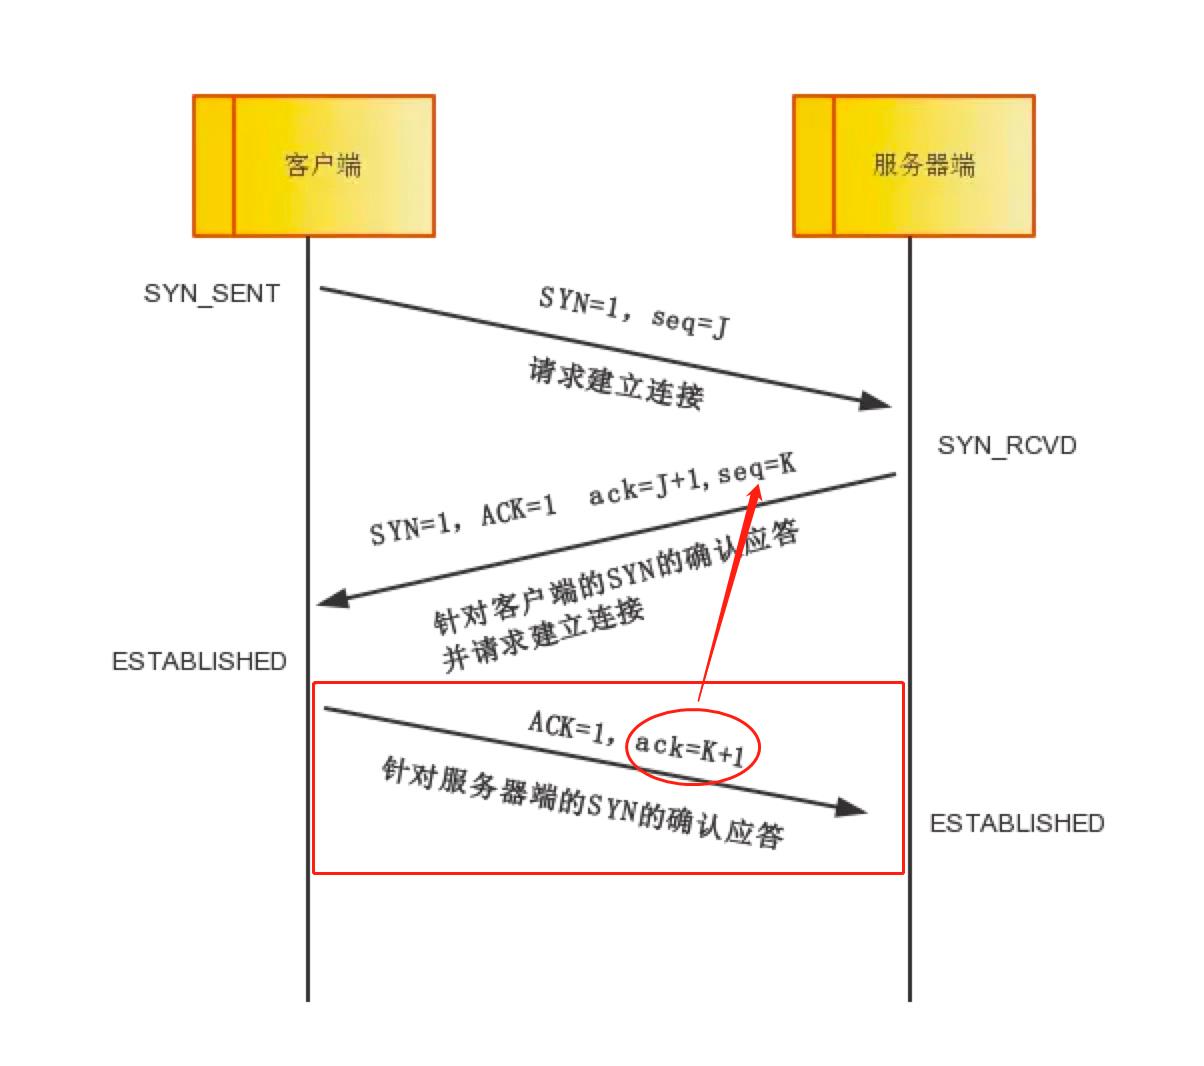 客户端
服务器端
SYN_SENT
SYN=1, seq=J
请求建立连接
SYN_RCVD
SYN=1, ACK=1 ack=J+1,seq=K
针对客户端的SYN的确认应答
并请求建立连接
ESTABLISHED
ACK=1, ack=K+1
针对服务器端的SYN的确认应答
ESTABLISHED